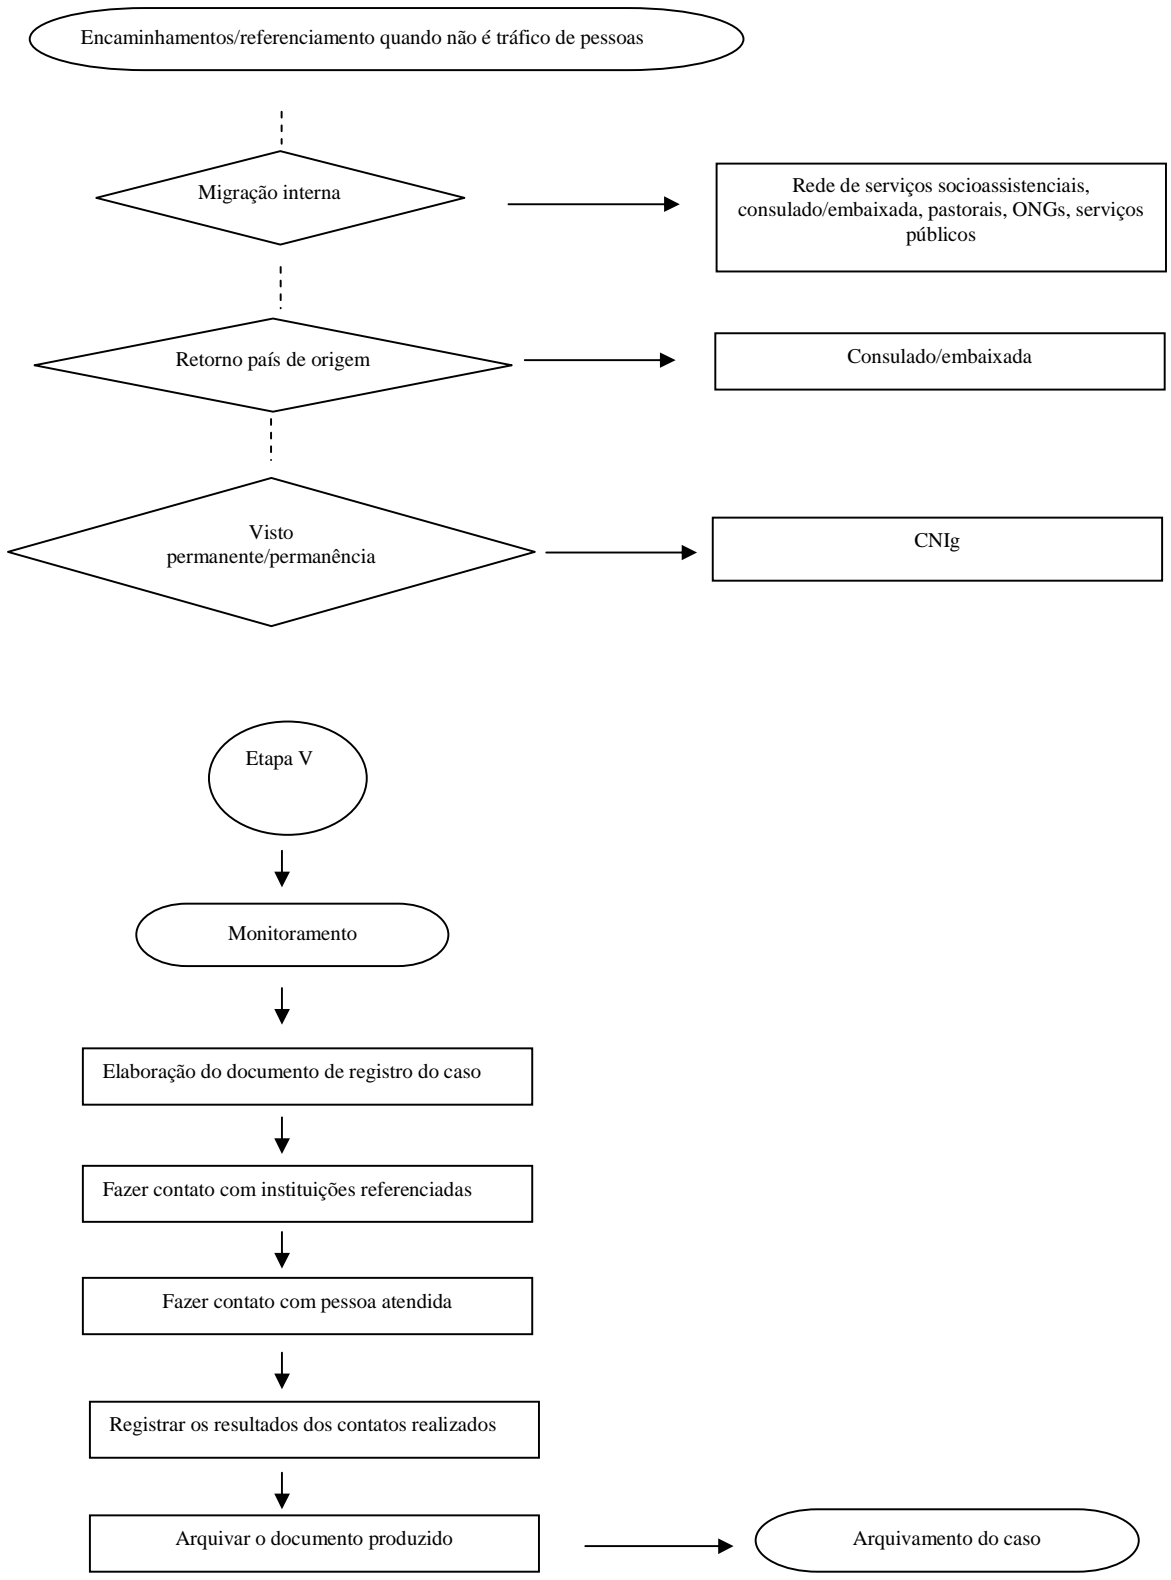 Encaminhamentos/referenciamento quando não é tráfico de pessoas
Migração interna
Rede de serviços socioassistenciais,
consulado/embaixada, pastorais, ONGs, serviços
públicos
Retorno país de origem
Consulado/embaixada
Visto
permanente/permanência
CNIg
Etapa V
Monitoramento
Elaboração do documento de registro do caso
Fazer contato com instituições referenciadas
Fazer contato com pessoa atendida
Registrar os resultados dos contatos realizados
Arquivar o documento produzido
Arquivamento do caso